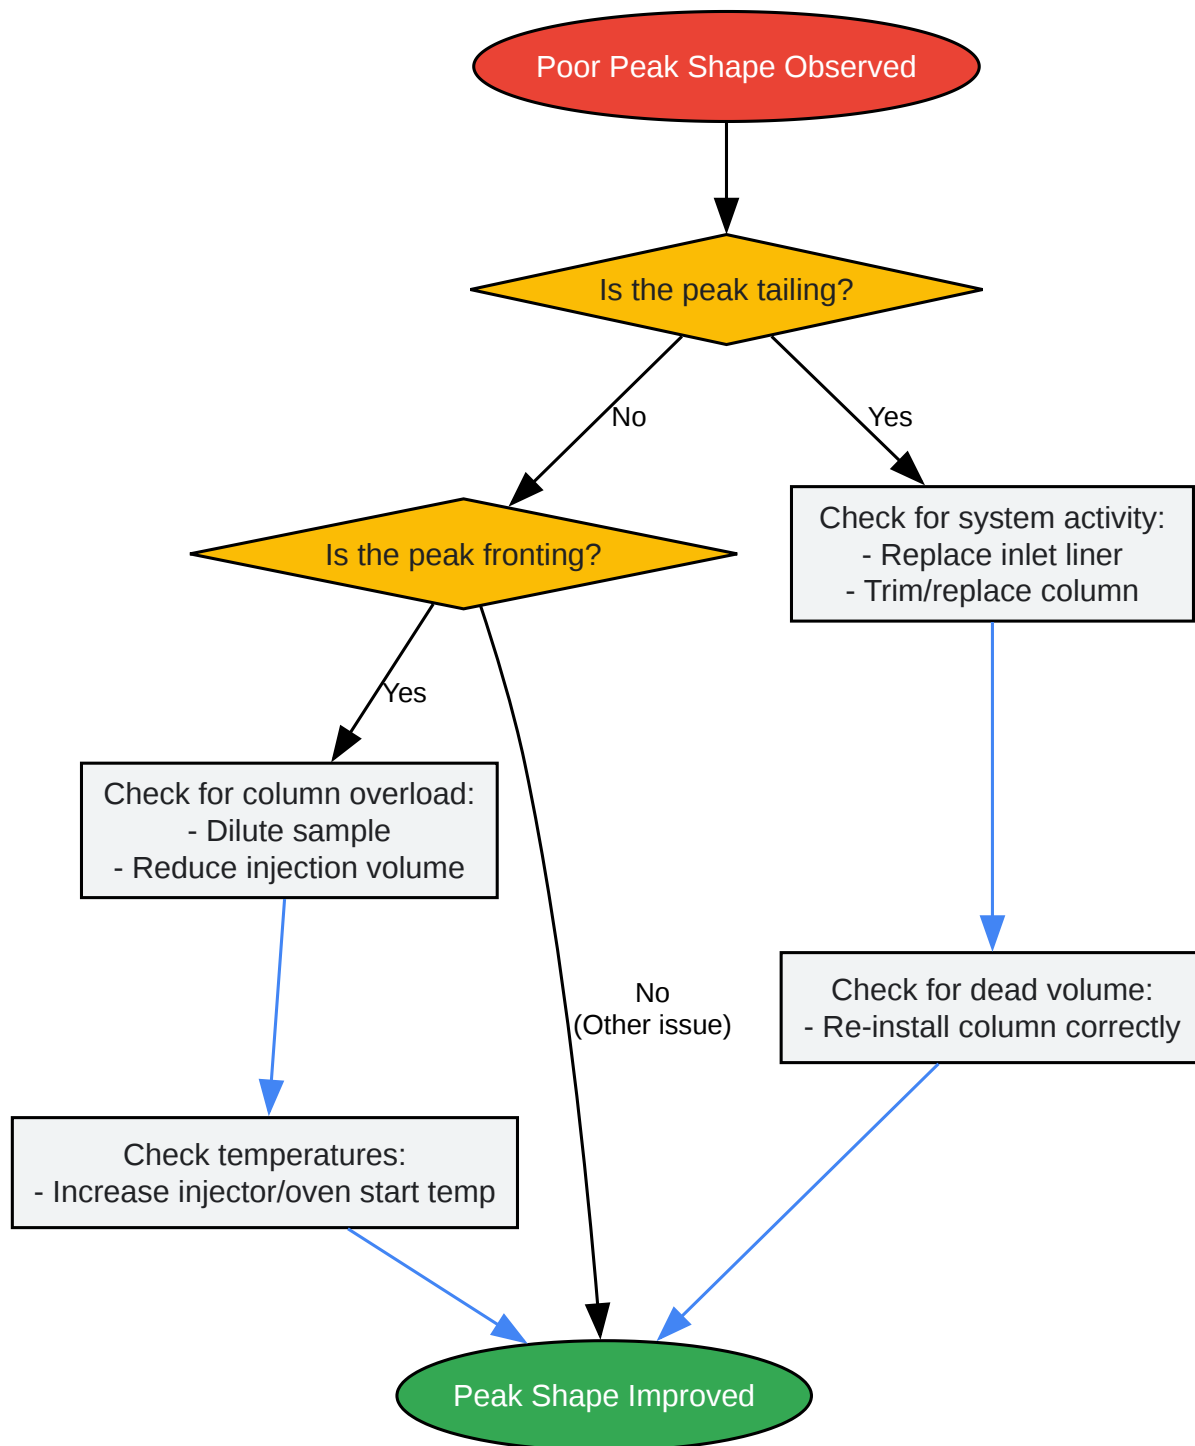 Poor Peak Shape Observed
Is the peak tailing?
No
Yes
Is the peak fronting?
Check for system activity:
- Replace inlet liner
- Trim/replace column
Yes
Check for column overload:
- Dilute sample
- Reduce injection volume
No
(Other issue)
Check for dead volume:
- Re-install column correctly
Check temperatures:
- Increase injector/oven start temp
Peak Shape Improved